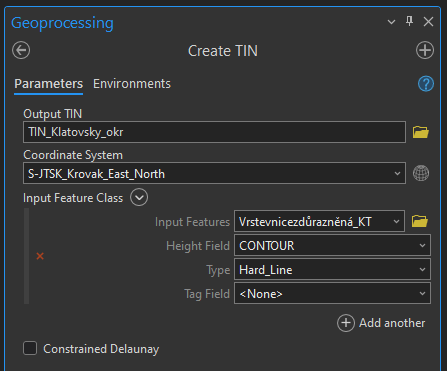 Geoprocessing
Create TIN
Parameters Environments
Output TIN
TIN_Klatovsky_okr
Coordinate System
S-JTSK_Krovak_East_North
Input Feature Class
Input Features Vrstevnicezdůrazněná_KT
Height Field CONTOUR
Type Hard_Line
Tag Field <None>
Add another
Constrained Delaunay